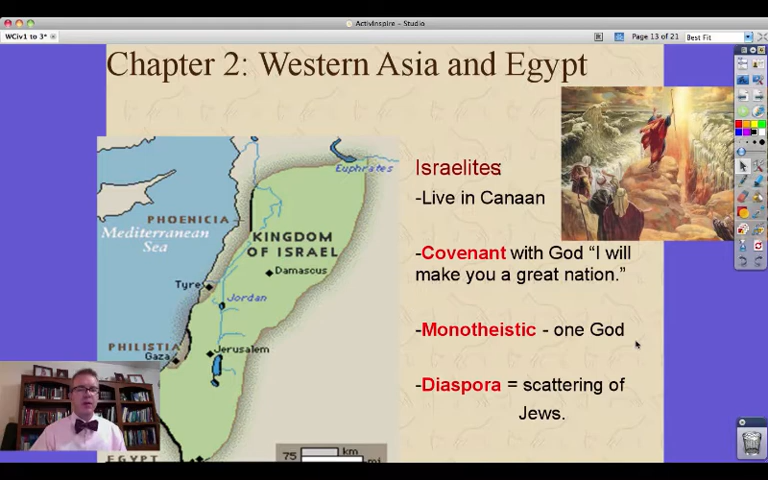 ActivInspire - Studio
WCiv1 to 3*
Page 13 of 21
Best Fit
Chapter 2: Western Asia and Egypt
Euphrates
PHOENICIA
Mediterranean
Sea
KINGDOM
OF ISRAEL
Damascus
Tyre
Jordan
PHILISTIA
Gaza
Jerusalem
EGYPT
75
km
mi
Israelites:
-Live in Canaan
-Covenant with God “I will
make you a great nation.”
-Monotheistic - one God
-Diaspora = scattering of
Jews.